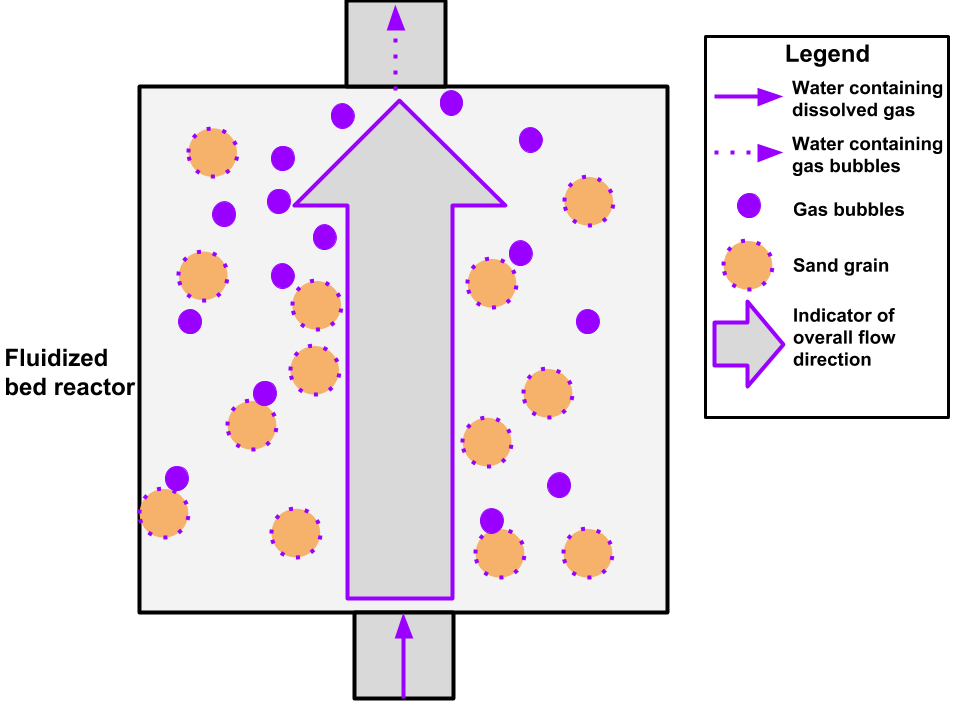 Fluidized
bed reactor
Legend
Water containing
dissolved gas
Water containing
gas bubbles
Gas bubbles
Sand grain
Indicator of
overall flow
direction